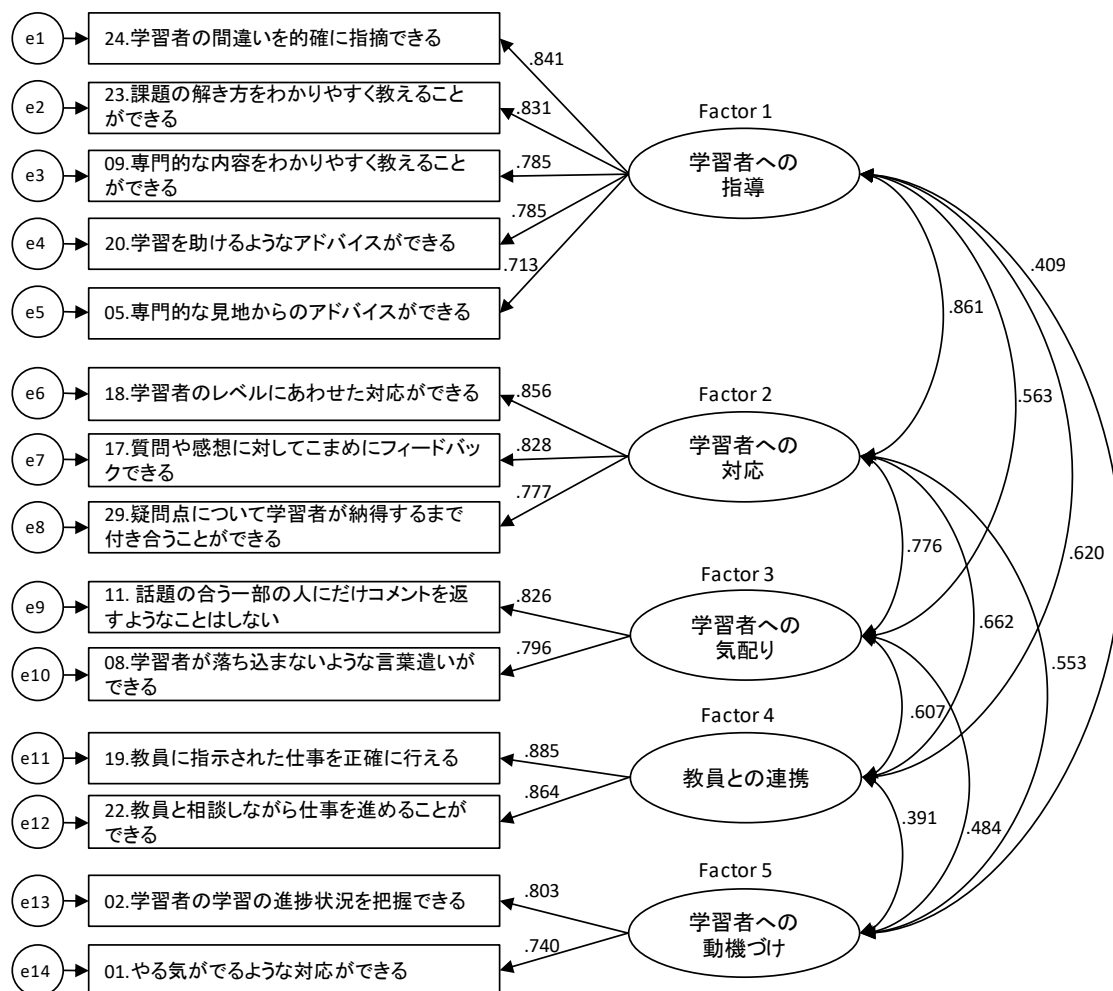 e1
24.学習者の間違いを的確に指摘できる
.841
e2
23.課題の解き方をわかりやすく教えること
ができる
.831
e3
09.専門的な内容をわかりやすく教えること
ができる
.785
e4
20.学習を助けるようなアドバイスができる
.785
e5
05.専門的な見地からのアドバイスができる
.713
Factor 1
学習者への
指導
e6
18.学習者のレベルにあわせた対応ができる
.856
e7
17.質問や感想に対してこまめにフィードバッ
クできる
.828
e8
29.疑問点について学習者が納得するまで
付き合うことができる
.777
Factor 2
学習者への
対応
e9
11. 話題の合う一部の人にだけコメントを返
すようなことはしない
.826
e10
08.学習者が落ち込まないような言葉遣いが
できる
.796
Factor 3
学習者への
気配り
e11
19.教員に指示された仕事を正確に行える
.885
e12
22.教員と相談しながら仕事を進めることが
できる
.864
Factor 4
教員との連携
e13
02.学習者の学習の進捗状況を把握できる
.803
e14
01.やる気がでるような対応ができる
.740
Factor 5
学習者への
動機づけ
.409
.861
.563
.620
.776
.662
.553
.607
.391
.484